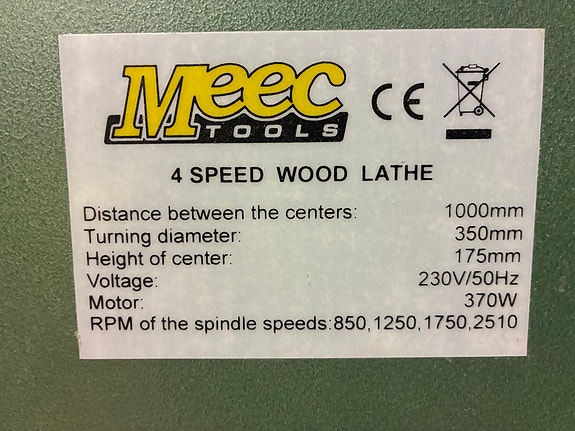 Meec
TOOLS
CE
4 SPEED WOOD LATHE
Distance between the centers: 1000mm
Turning diameter: 350mm
Height of center: 175mm
Voltage: 230V/50Hz
Motor: 370W
RPM of the spindle speeds:850,1250,1750,2510